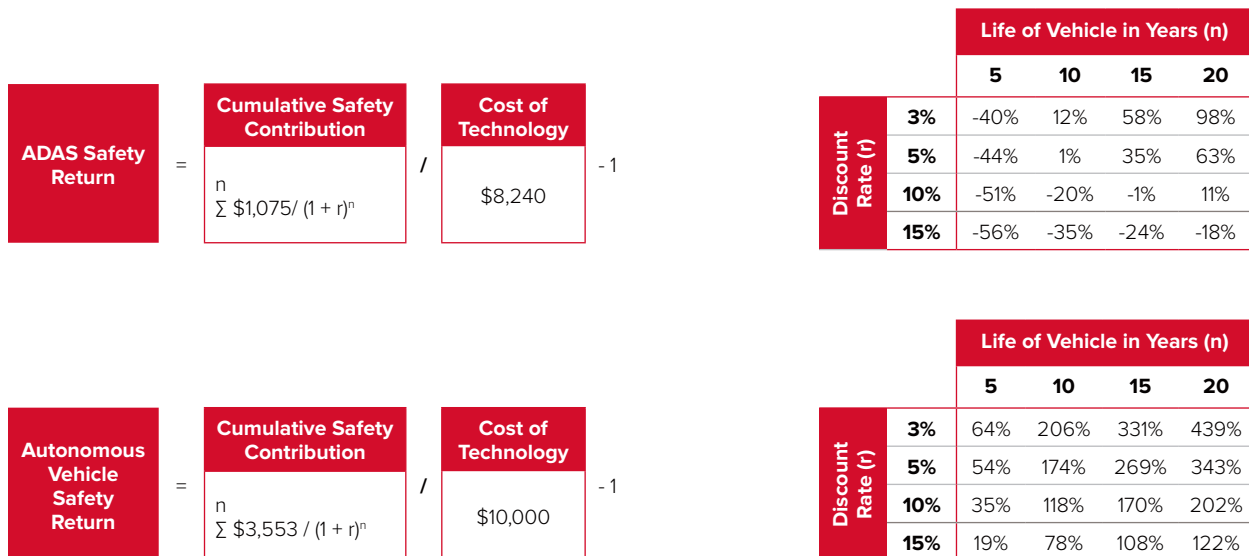 Life of Vehicle in Years (n)
5 10 15 20
Discount
Rate (r)
3% -40% 12% 58% 98%
5% -44% 1% 35% 63%
10% -51% -20% -1% 11%
15% -56% -35% -24% -18%
ADAS Safety
Return
=
Cumulative Safety
Contribution
n
Σ $1,075/ (1 + r)ⁿ
/
Cost of
Technology
$8,240
- 1
Life of Vehicle in Years (n)
5 10 15 20
Discount
Rate (r)
3% 64% 206% 331% 439%
5% 54% 174% 269% 343%
10% 35% 118% 170% 202%
15% 19% 78% 108% 122%
Autonomous
Vehicle
Safety
Return
=
Cumulative Safety
Contribution
n
Σ $3,553 / (1 + r)ⁿ
/
Cost of
Technology
$10,000
- 1